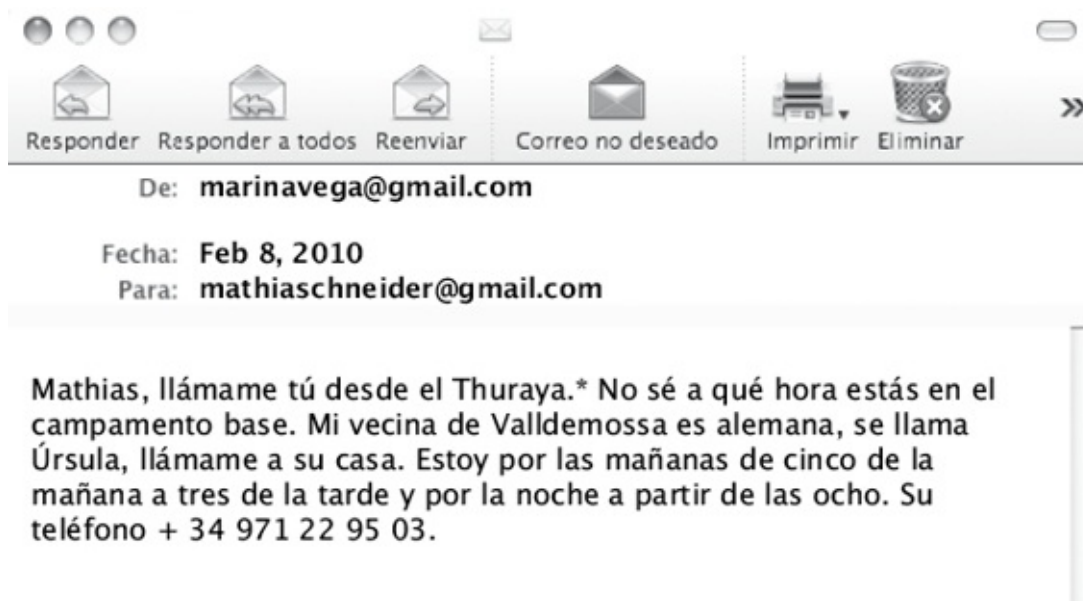 Responder Responder a todos Reenviar Correo no deseado Imprimir Eliminar
De: marinavega@gmail.com
Fecha: Feb 8, 2010
Para: mathiaschneider@gmail.com
Mathias, llámame tú desde el Thuraya.* No sé a qué hora estás en el
campamento base. Mi vecina de Valldemossa es alemana, se llama
Úrsula, llámame a su casa. Estoy por las mañanas de cinco de la
mañana a tres de la tarde y por la noche a partir de las ocho. Su
teléfono + 34 971 22 95 03.